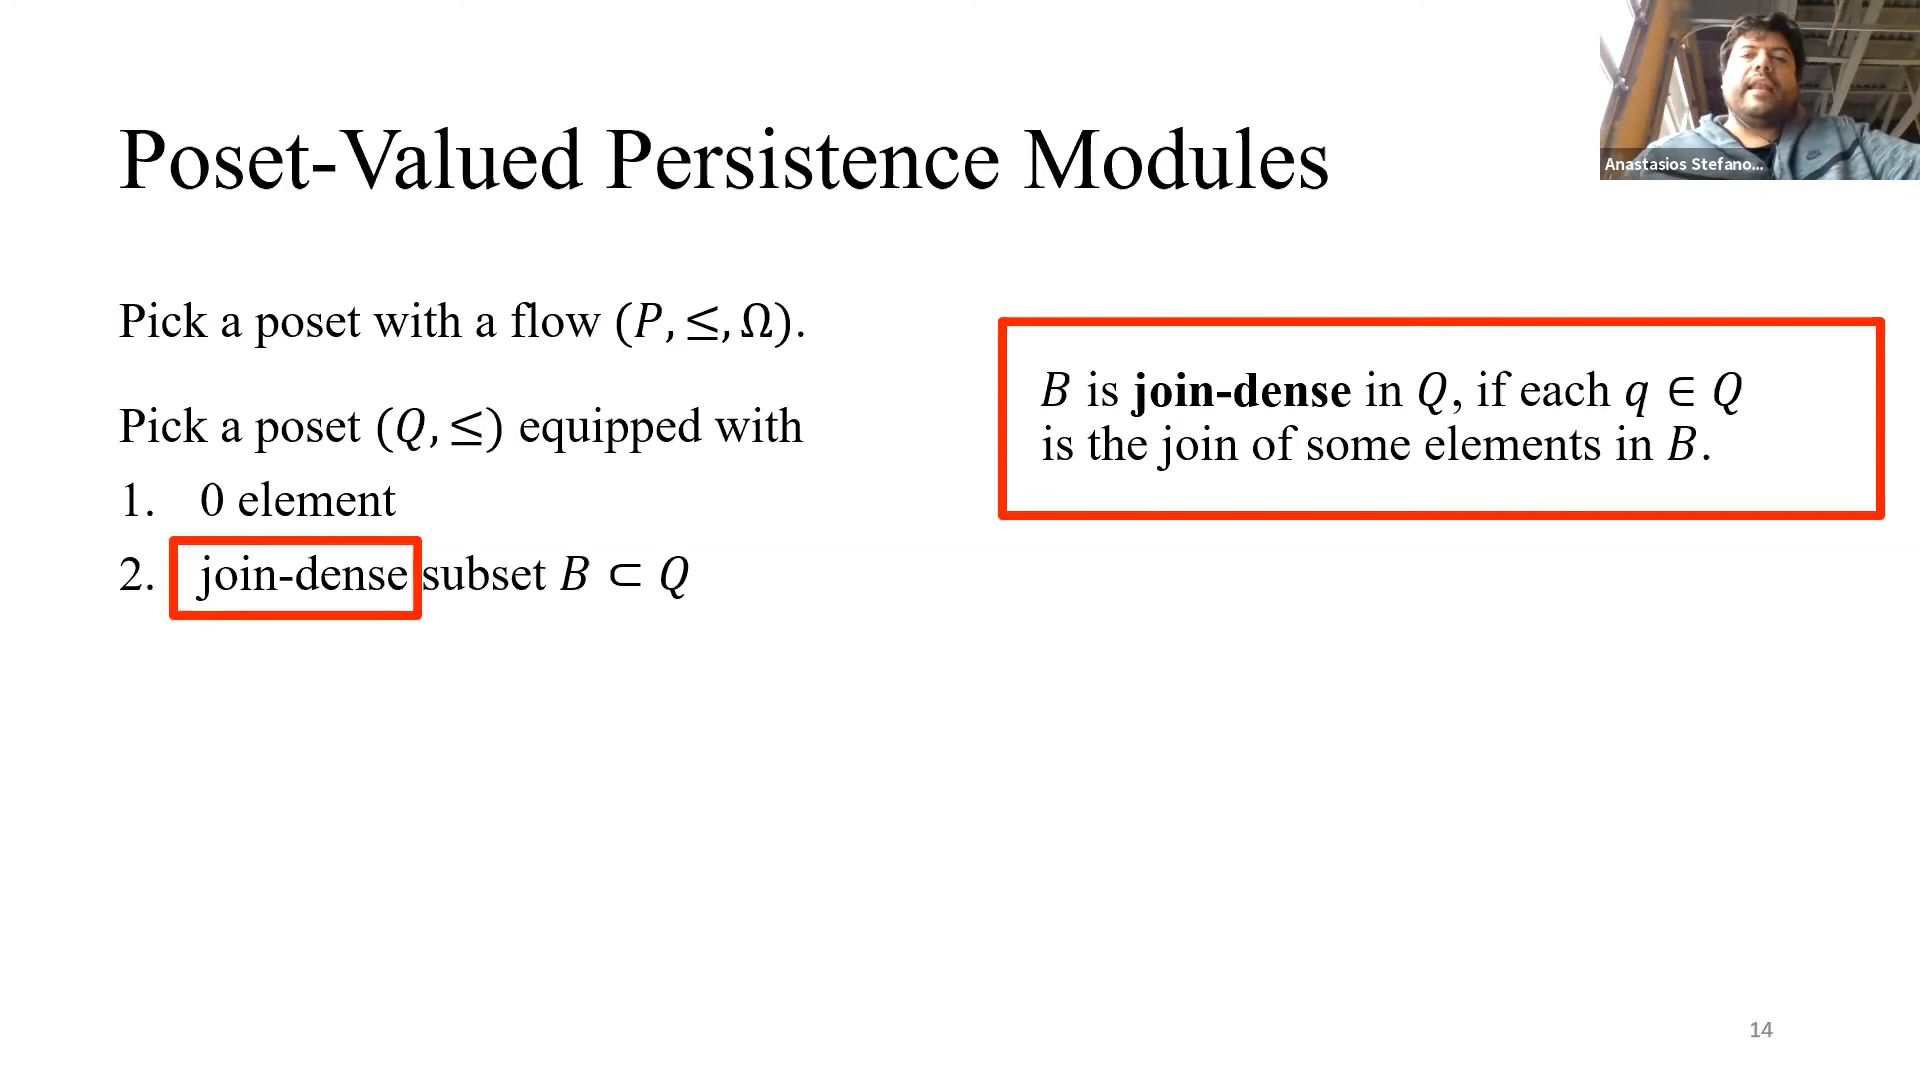 Poset-Valued Persistence Modules
Anastasios Stefano...
Pick a poset with a flow (𝑃, ≤, Ω).
Pick a poset (𝑄, ≤) equipped with
1. 0 element
2. join-dense subset 𝐵 ⊂ 𝑄
𝐵 is join-dense in 𝑄, if each 𝑞 ∈ 𝑄
is the join of some elements in 𝐵.
14